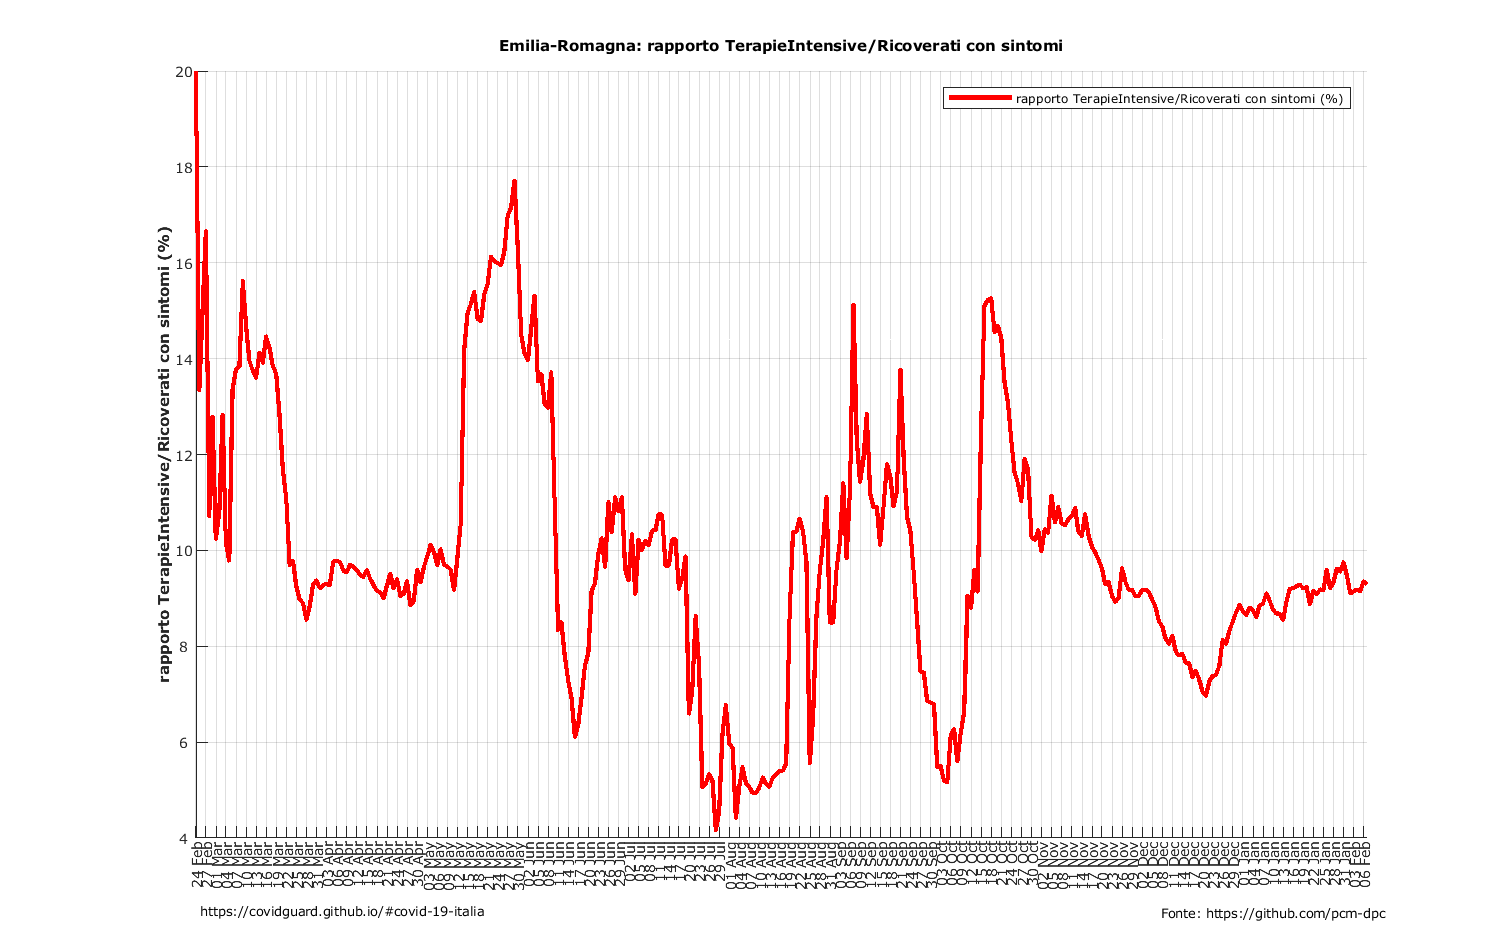 Emilia-Romagna: rapporto TerapieIntensive/Ricoverati con sintomi
rapporto TerapieIntensive/Ricoverati con sintomi (%)
rapporto TerapieIntensive/Ricoverati con sintomi (%)
20
18
16
14
12
10
8
6
4
24 Feb
27 Feb
01 Mar
04 Mar
07 Mar
10 Mar
13 Mar
16 Mar
19 Mar
22 Mar
25 Mar
28 Mar
31 Mar
03 Apr
06 Apr
09 Apr
12 Apr
15 Apr
18 Apr
21 Apr
24 Apr
27 Apr
30 Apr
03 May
06 May
09 May
12 May
15 May
18 May
21 May
24 May
27 May
30 May
02 Jun
05 Jun
08 Jun
11 Jun
14 Jun
17 Jun
20 Jun
23 Jun
26 Jun
29 Jun
02 Jul
05 Jul
08 Jul
11 Jul
14 Jul
17 Jul
20 Jul
23 Jul
26 Jul
29 Jul
01 Aug
04 Aug
07 Aug
10 Aug
13 Aug
16 Aug
19 Aug
22 Aug
25 Aug
28 Aug
31 Aug
03 Sep
06 Sep
09 Sep
12 Sep
15 Sep
18 Sep
21 Sep
24 Sep
27 Sep
30 Sep
03 Oct
06 Oct
09 Oct
12 Oct
15 Oct
18 Oct
21 Oct
24 Oct
27 Oct
30 Oct
02 Nov
05 Nov
08 Nov
11 Nov
14 Nov
17 Nov
20 Nov
23 Nov
26 Nov
29 Nov
02 Dec
05 Dec
08 Dec
11 Dec
14 Dec
17 Dec
20 Dec
23 Dec
26 Dec
29 Dec
01 Jan
04 Jan
07 Jan
10 Jan
13 Jan
16 Jan
19 Jan
22 Jan
25 Jan
28 Jan
31 Jan
03 Feb
06 Feb
https://covidguard.github.io/#covid-19-italia
Fonte: https://github.com/pcm-dpc